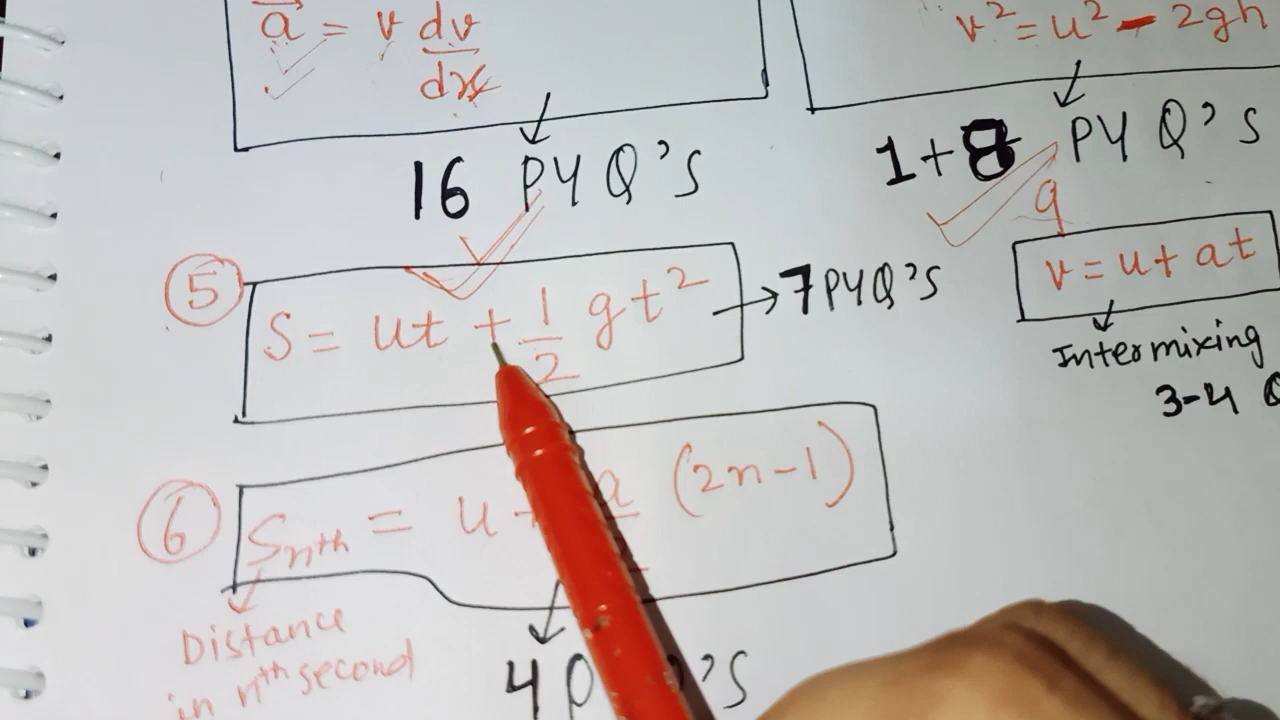 a⃗ = v dv/dx
v² = u² - 2gh
16 PYQ'S
1+8 PYQ'S
9
5 S = ut + 1/2 gt² → 7 PYQ'S
v = u + at
Intermixing
3-4 Q
6 Snth = u + a (2n-1)
Distance
in nth second
4 P 'S